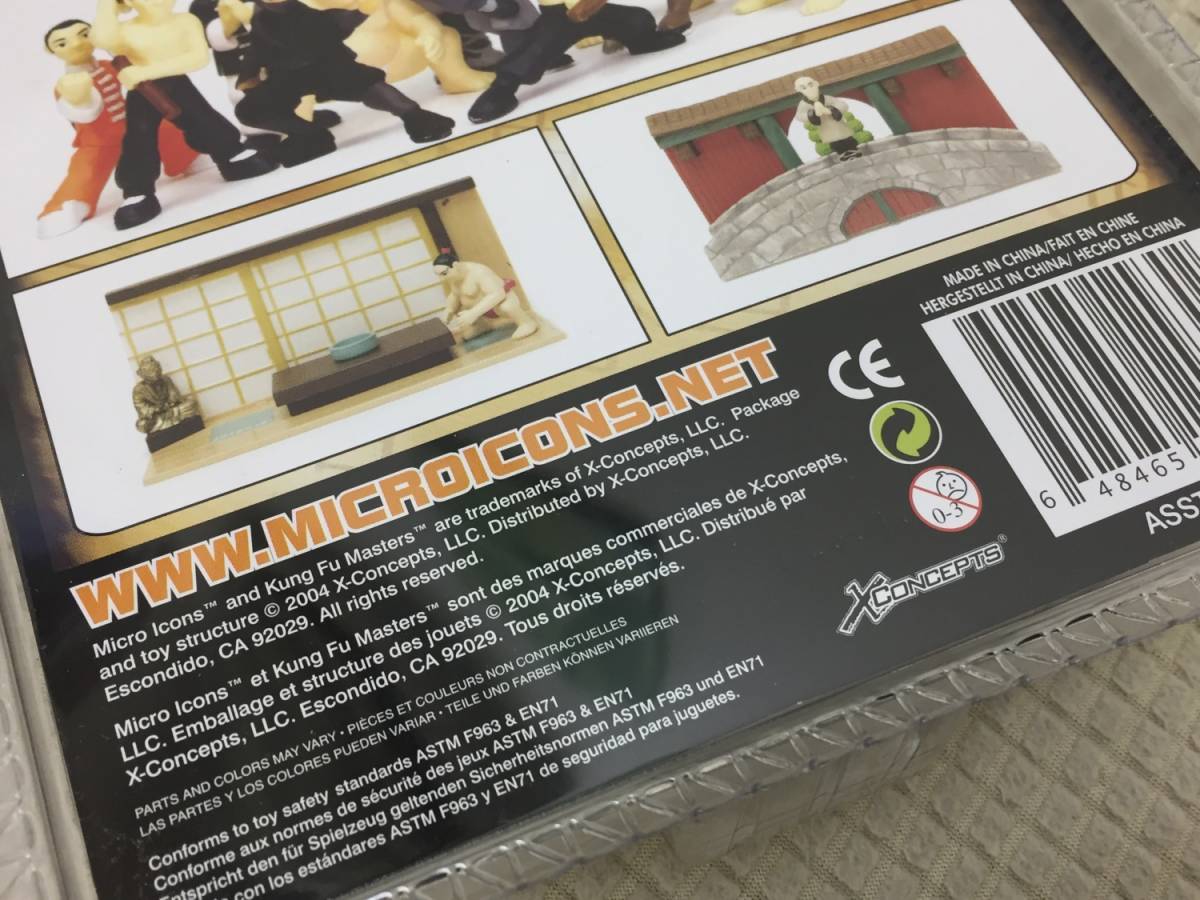 MADE IN CHINA/FAIT EN CHINE
HERGESTELLT IN CHINA/ HECHO EN CHINA
6 48465
ASS
CE
0-3
XCONCEPTS®
WWW.MICROICONS.NET
Micro Icons™ and Kung Fu Masters™ are trademarks of X-Concepts, LLC. Package
and toy structure © 2004 X-Concepts, LLC. Distributed by X-Concepts, LLC.
Escondido, CA 92029. All rights reserved.
Micro Icons™ et Kung Fu Masters™ sont des marques commerciales de X-Concepts,
LLC. Emballage et structure des jouets © 2004 X-Concepts, LLC. Distribué par
X-Concepts, LLC. Escondido, CA 92029. Tous droits réservés.
PARTS AND COLORS MAY VARY • PIÈCES ET COULEURS NON CONTRACTUELLES
LAS PARTES Y LOS COLORES PUEDEN VARIAR • TEILE UND FARBEN KÖNNEN VARIIEREN
Conforms to toy safety standards ASTM F963 & EN71
Conforme aux normes de sécurité des jeux ASTM F963 & EN71
Entspricht den für Spielzeug geltenden Sicherheitsnormen ASTM F963 und EN71
con los estándares ASTM F963 y EN71 de seguridad para juguetes.